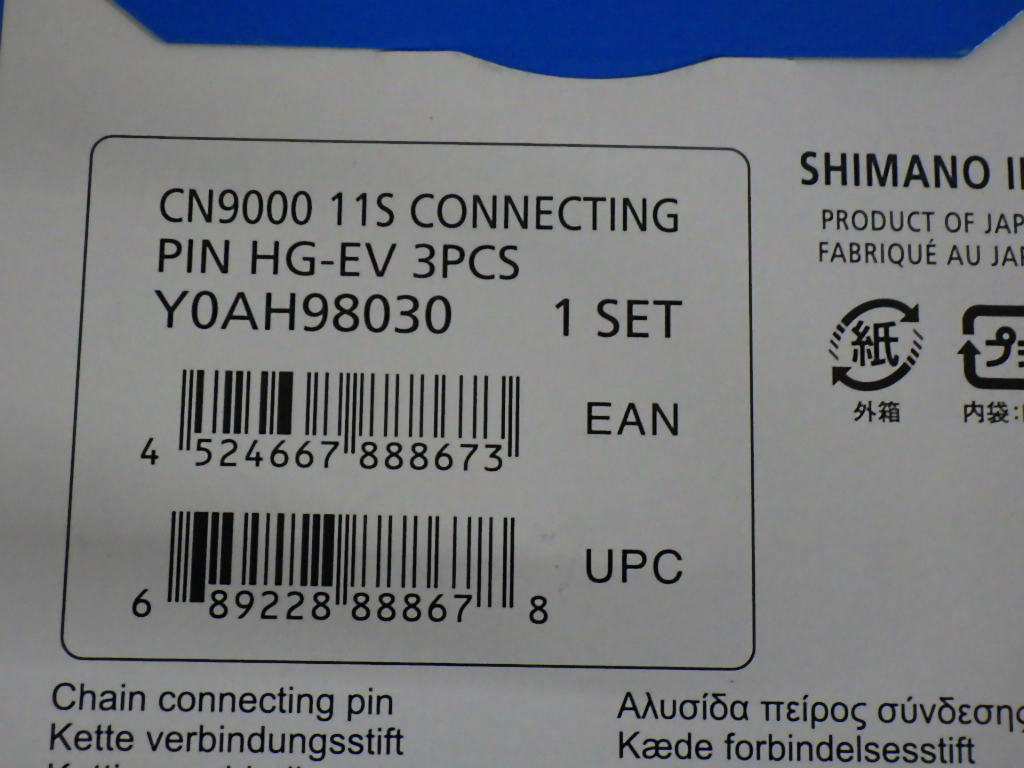 CN9000 11S CONNECTING
PIN HG-EV 3PCS
Y0AH98030 1 SET
4 524667 888673 EAN
6 89228 88867 8 UPC
SHIMANO
PRODUCT OF
FABRIQUÉ AU
紙
外箱
内袋:
Chain connecting pin
Kette verbindungsstift
Αλυσίδα πείρος σύνδεσης
Kæde forbindelsesstift